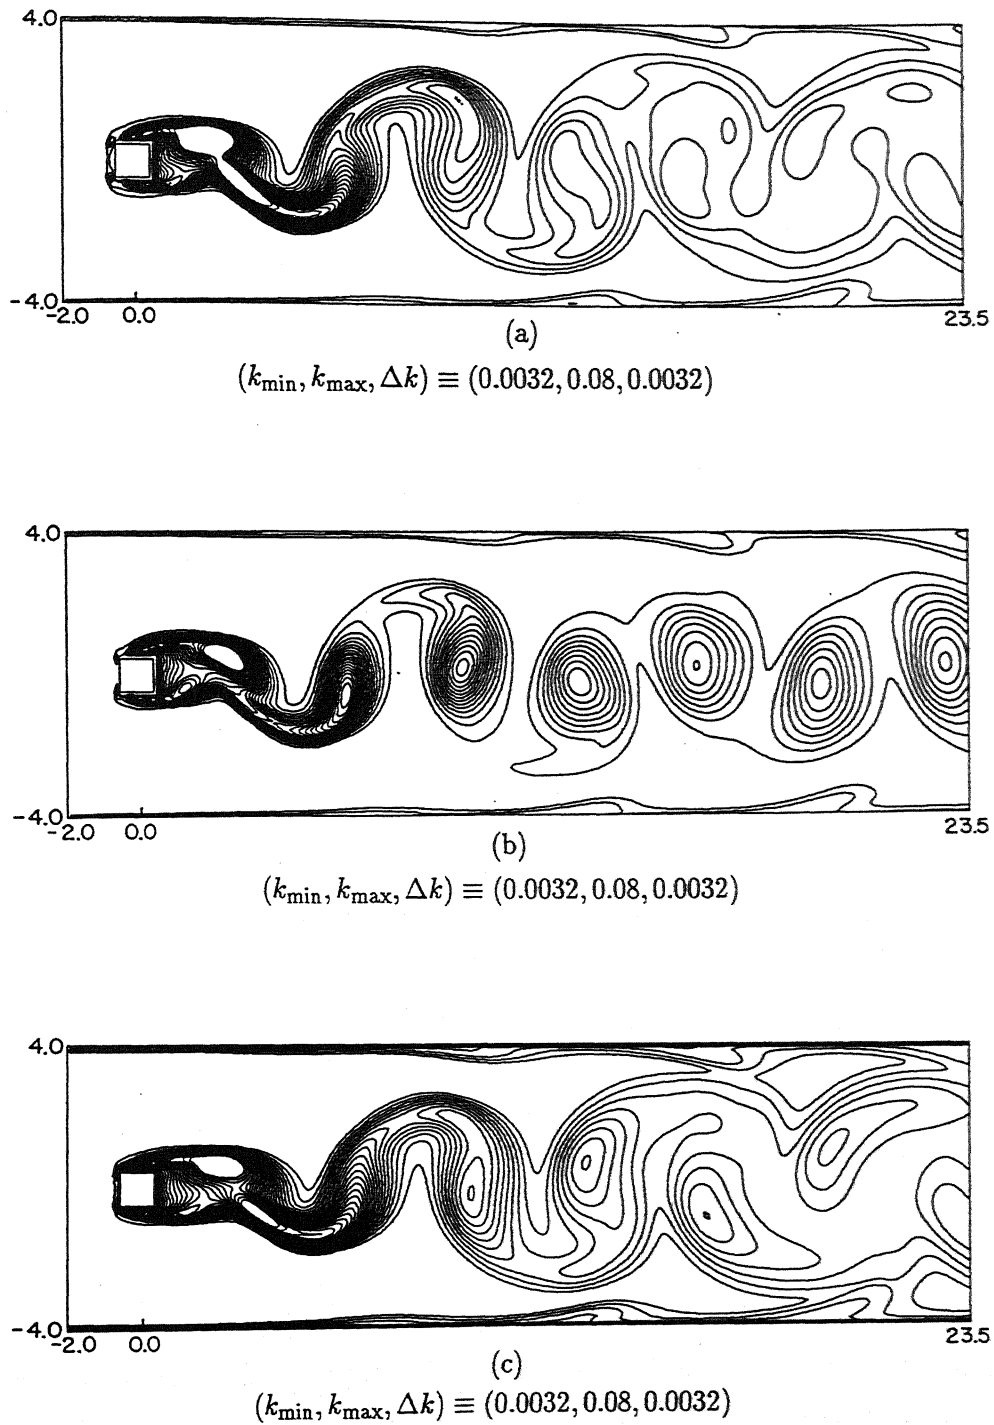 4.0
-4.0
-2.0 0.0 23.5
(a)
(k_min, k_max, Δk) ≡ (0.0032, 0.08, 0.0032)
4.0
-4.0
-2.0 0.0 23.5
(b)
(k_min, k_max, Δk) ≡ (0.0032, 0.08, 0.0032)
4.0
-4.0
-2.0 0.0 23.5
(c)
(k_min, k_max, Δk) ≡ (0.0032, 0.08, 0.0032)